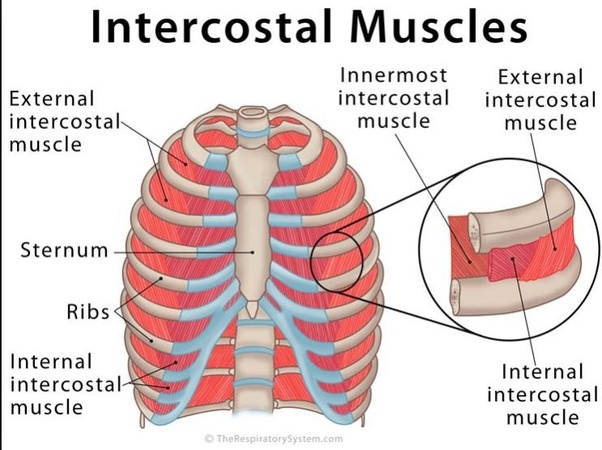 Intercostal Muscles
External
intercostal
muscle
Sternum
Ribs
Internal
intercostal
muscle
Innermost
intercostal
muscle
External
intercostal
muscle
Internal
intercostal
muscle
© TheRespiratorySystem.com